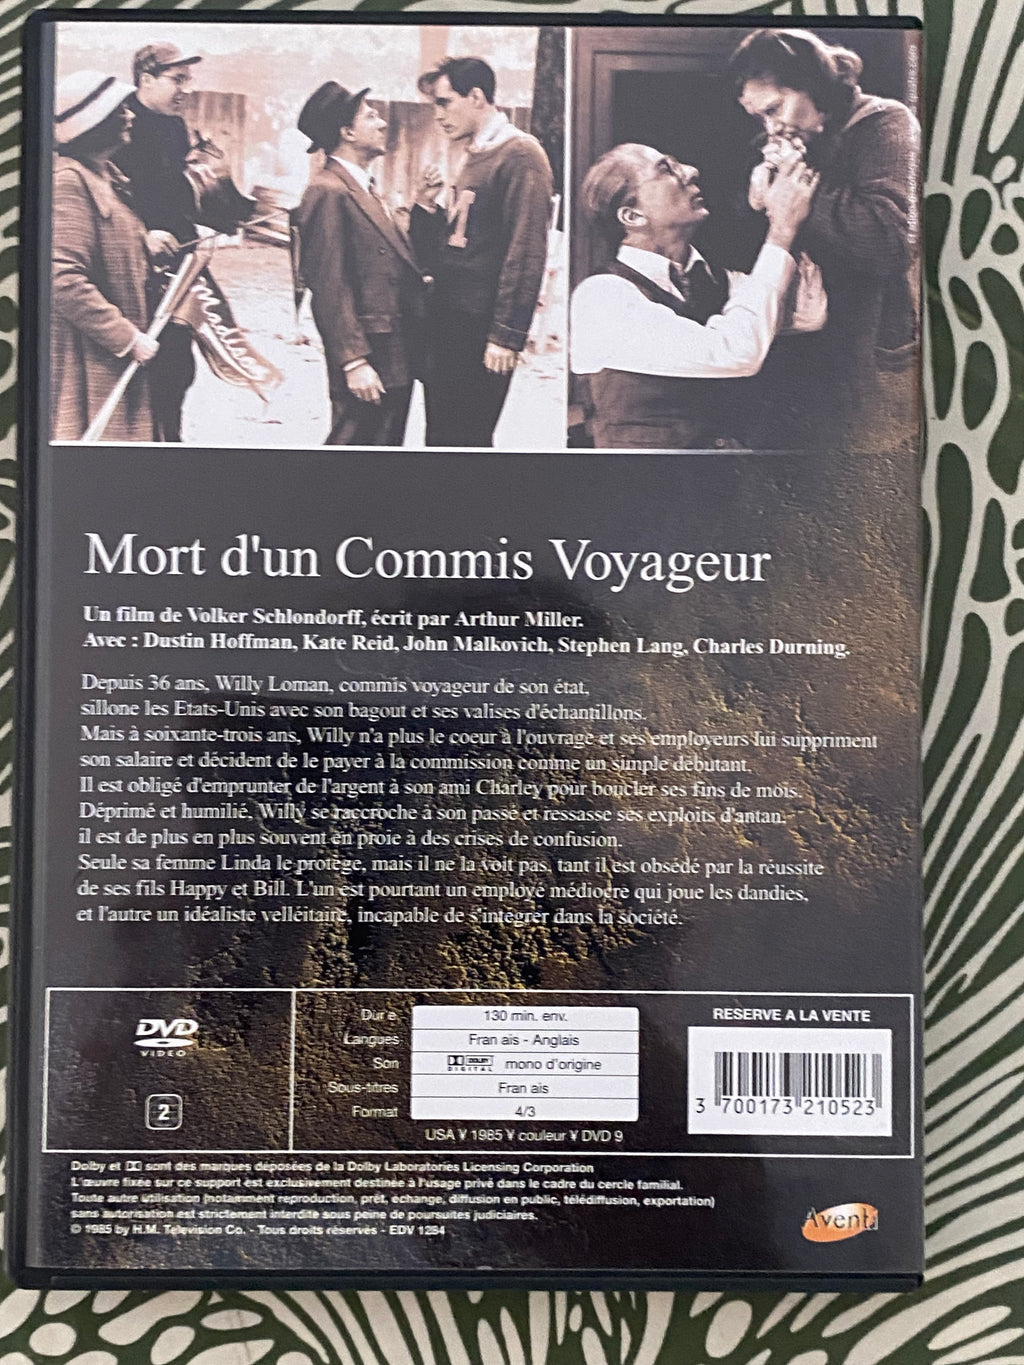 M
Madison
Mort d'un Commis Voyageur
Un film de Volker Schlondorff, écrit par Arthur Miller.
Avec : Dustin Hoffman, Kate Reid, John Malkovich, Stephen Lang, Charles Durning.
Depuis 36 ans, Willy Loman, commis voyageur de son état,
sillone les Etats-Unis avec son bagout et ses valises d'échantillons.
Mais à soixante-trois ans, Willy n'a plus le coeur à l'ouvrage et ses employeurs lui suppriment
son salaire et décident de le payer à la commission comme un simple débutant.
Il est obligé d'emprunter de l'argent à son ami Charley pour boucler ses fins de mois.
Déprimé et humilié, Willy se raccroche à son passé et ressasse ses exploits d'antan.
il est de plus en plus souvent en proie à des crises de confusion.
Seule sa femme Linda le protège, mais il ne la voit pas, tant il est obsédé par la réussite
de ses fils Happy et Bill. L'un est pourtant un employé médiocre qui joue les dandies,
et l'autre un idéaliste velléitaire, incapable de s'intégrer dans la société.
DVD
VIDEO
2
Dur e 130 min. env.
Langues Fran ais - Anglais
Son DOLBY DIGITAL mono d'origine
Sous-titres Fran ais
Format 4/3
USA ¥ 1985 ¥ couleur ¥ DVD 9
RESERVE A LA VENTE
3 700173 210523
Dolby et DD sont des marques déposées de la Dolby Laboratories Licensing Corporation
L'œuvre fixée sur ce support est exclusivement destinée à l'usage privé dans le cadre du cercle familial.
Toute autre utilisation (notamment reproduction, prêt, échange, diffusion en public, télédiffusion, exportation)
sans autorisation est strictement interdite sous peine de poursuites judiciaires.
© 1985 by H.M. Television Co. - Tous droits réservés - EDV 1294
Aventi